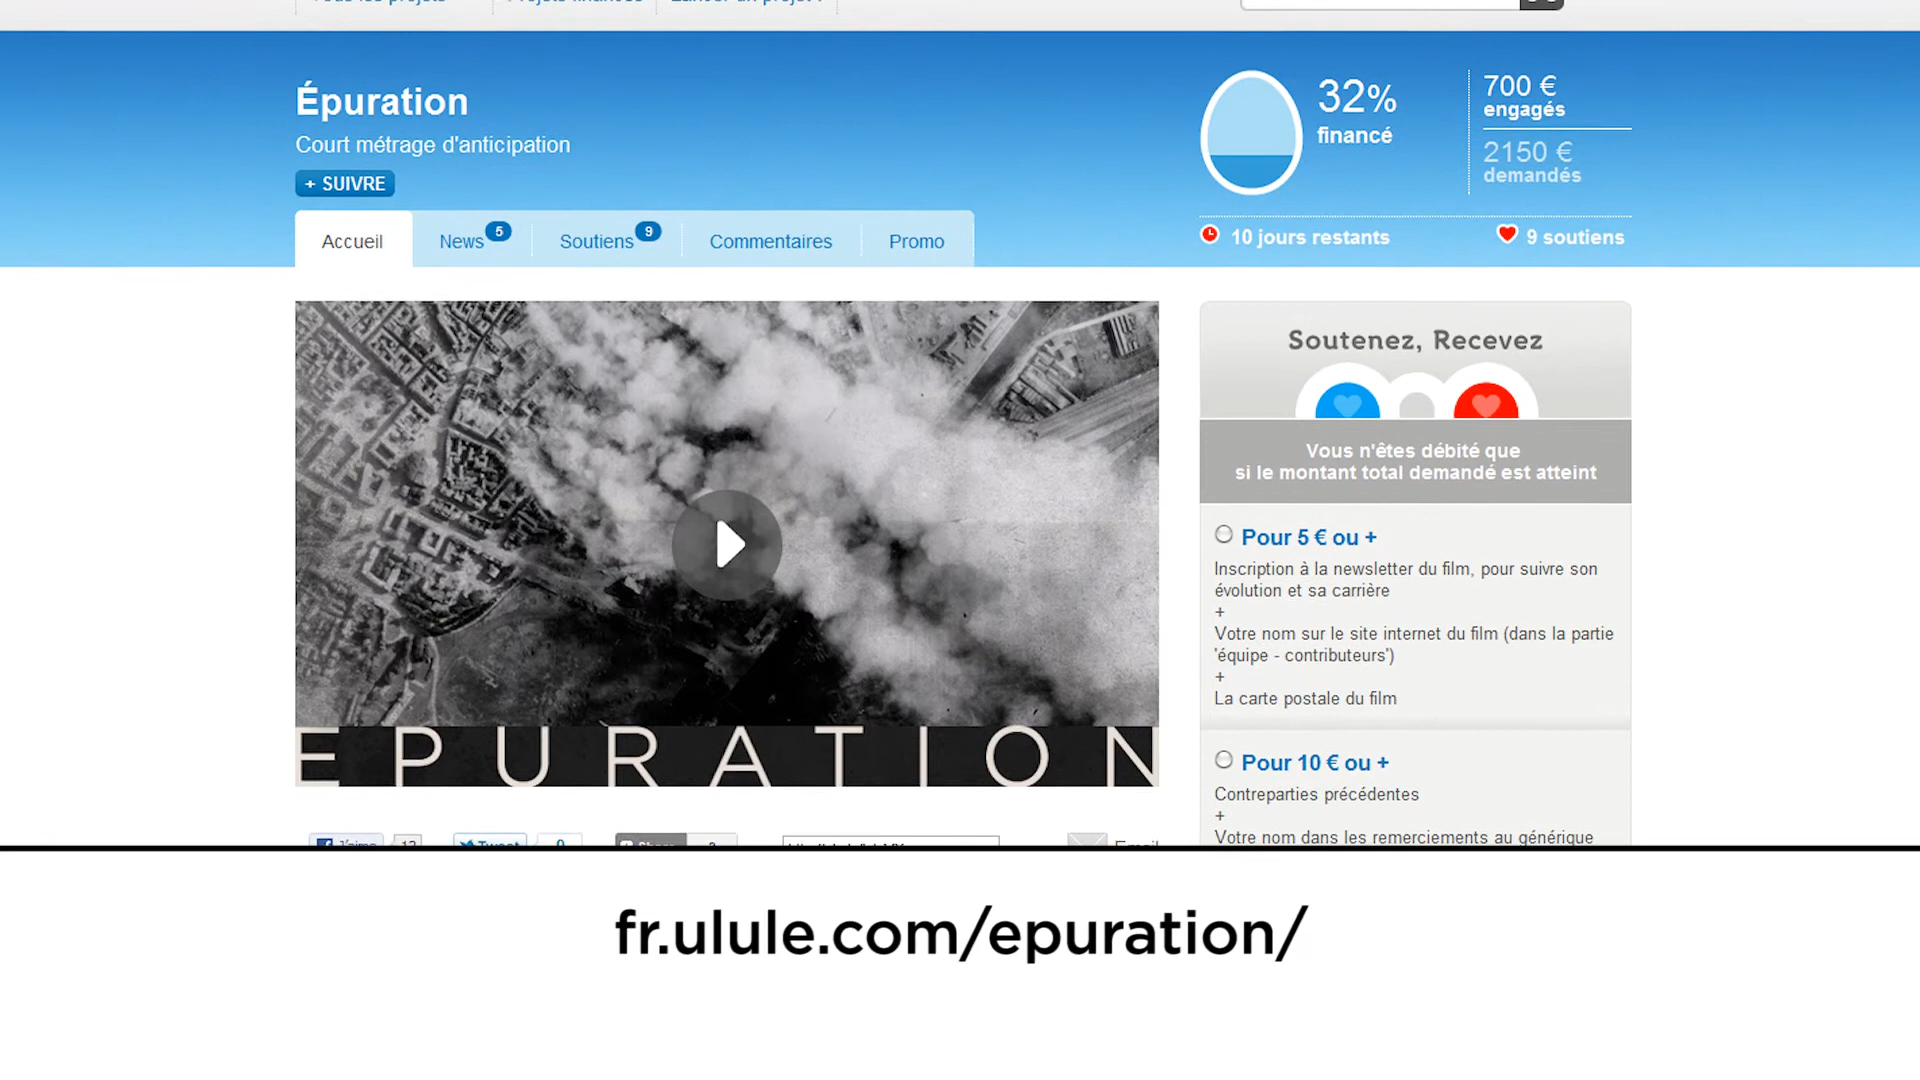 Épuration
Court métrage d'anticipation
+ SUIVRE
32%
financé
700 €
engagés
2150 €
demandés
10 jours restants
9 soutiens
Accueil
News 5
Soutiens 9
Commentaires
Promo
EPURATION
Soutenez, Recevez
Vous n'êtes débité que
si le montant total demandé est atteint
Pour 5 € ou +
Inscription à la newsletter du film, pour suivre son
évolution et sa carrière
+
Votre nom sur le site internet du film (dans la partie
'équipe - contributeurs')
+
La carte postale du film
Pour 10 € ou +
Contreparties précédentes
+
Votre nom dans les remerciements au générique
fr.ulule.com/epuration/